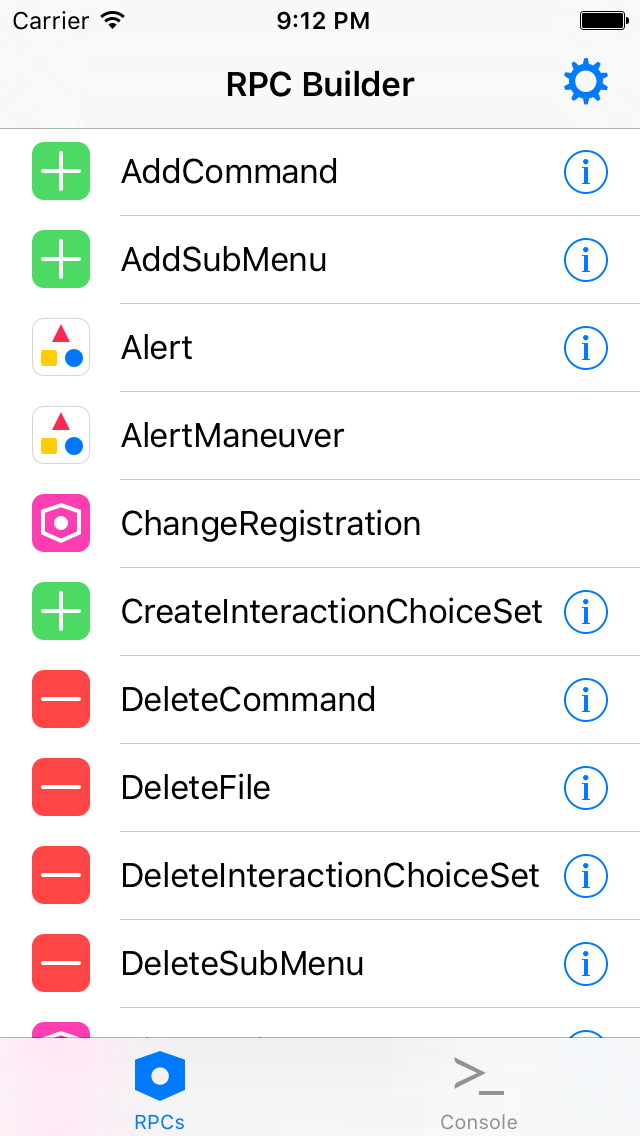 Carrier 9:12 PM
RPC Builder
AddCommand
AddSubMenu
Alert
AlertManeuver
ChangeRegistration
CreateInteractionChoiceSet
DeleteCommand
DeleteFile
DeleteInteractionChoiceSet
DeleteSubMenu
RPCs Console